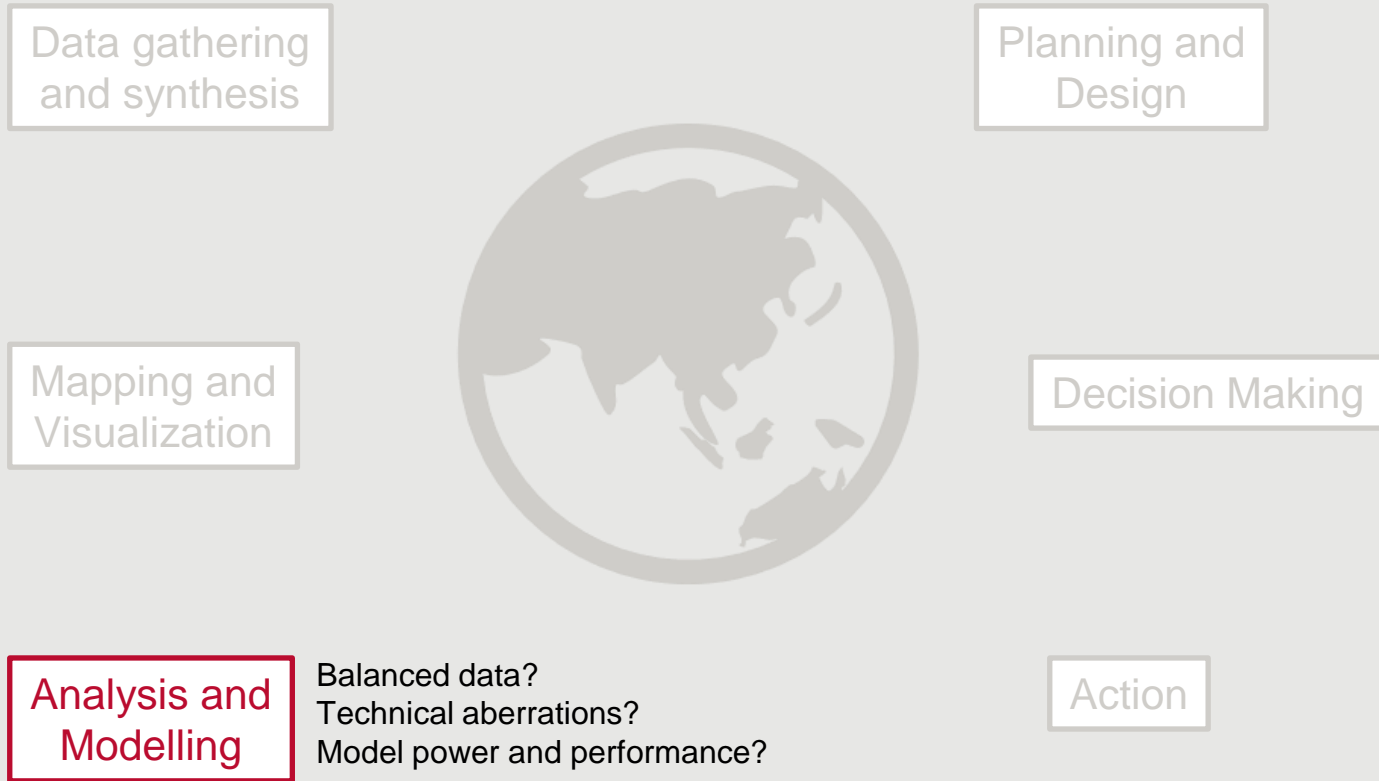 Data gathering
and synthesis
Planning and
Design
Mapping and
Visualization
Decision Making
Analysis and
Modelling
Balanced data?
Technical aberrations?
Model power and performance?
Action